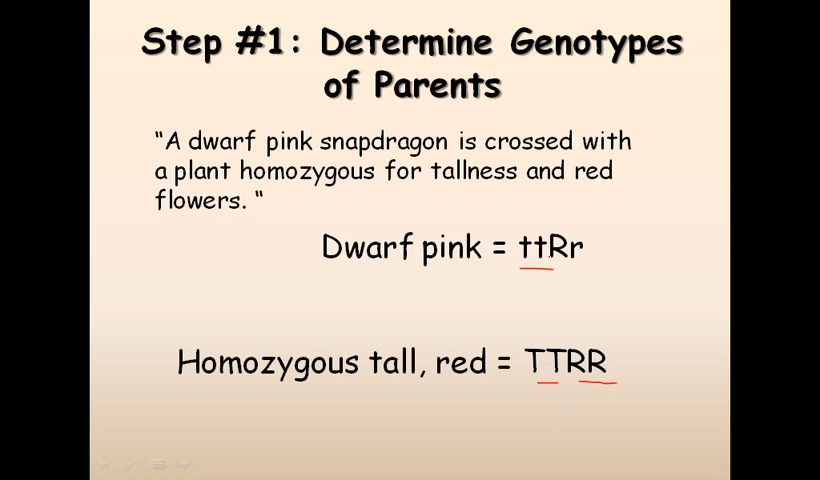 Step #1: Determine Genotypes
of Parents
“A dwarf pink snapdragon is crossed with
a plant homozygous for tallness and red
flowers. “
Dwarf pink = ttRr
Homozygous tall, red = TTRR